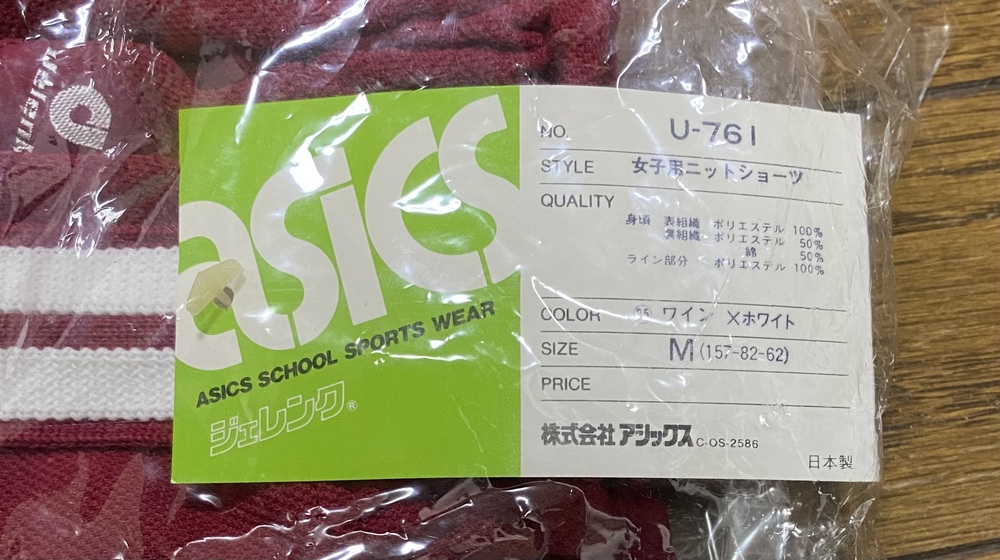 asics
ASICS SCHOOL SPORTS WEAR
ジェレンク®
NO. U-761
STYLE 女子用ニットショーツ
QUALITY
身頃 表組織 ポリエステル 100%
裏組織 ポリエステル 50%
綿 50%
ライン部分 ポリエステル 100%
COLOR ワイン ×ホワイト
SIZE M (157-82-62)
PRICE
株式会社 アシックス C-OS-2586
日本製